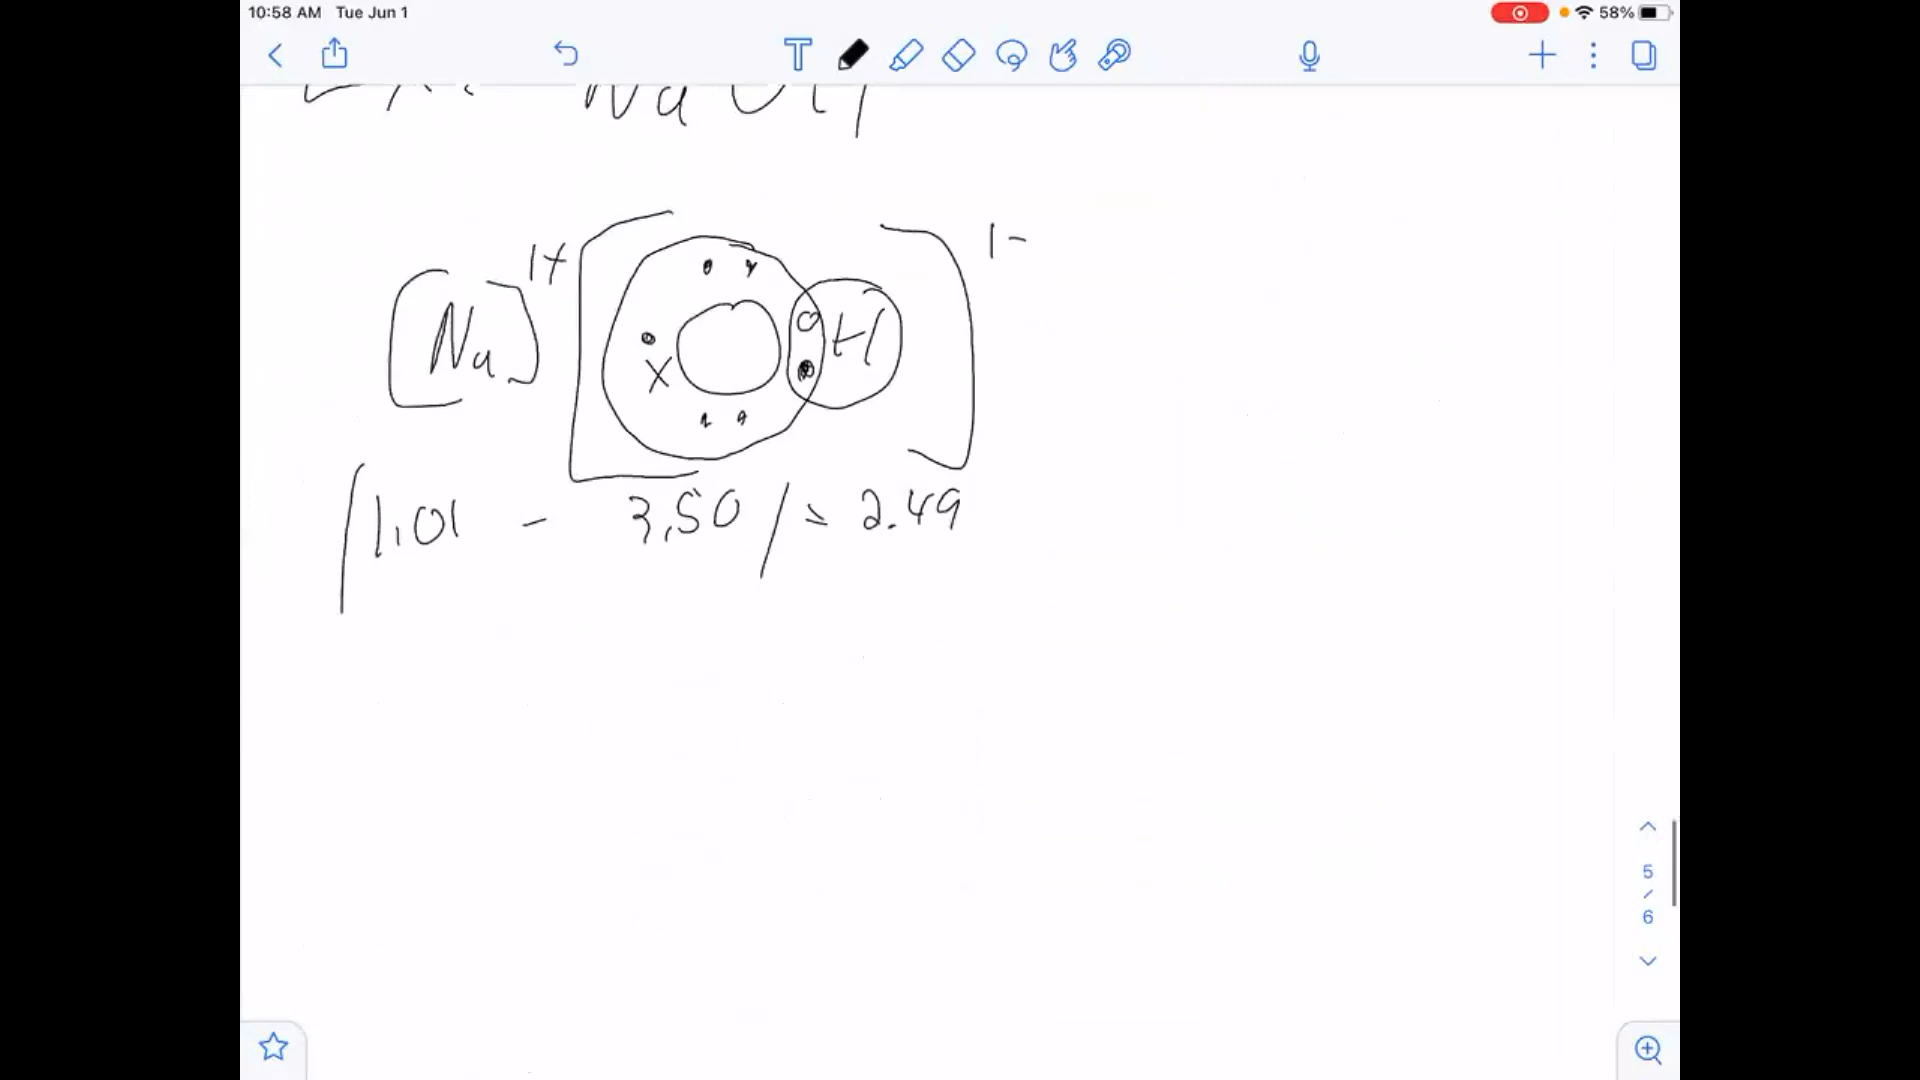 10:58 AM Tue Jun 1
58%
T
Ex: NaOH
[Na]1+ [O H]1-
X
|1.01 - 3.50| = 2.49
5
/
6